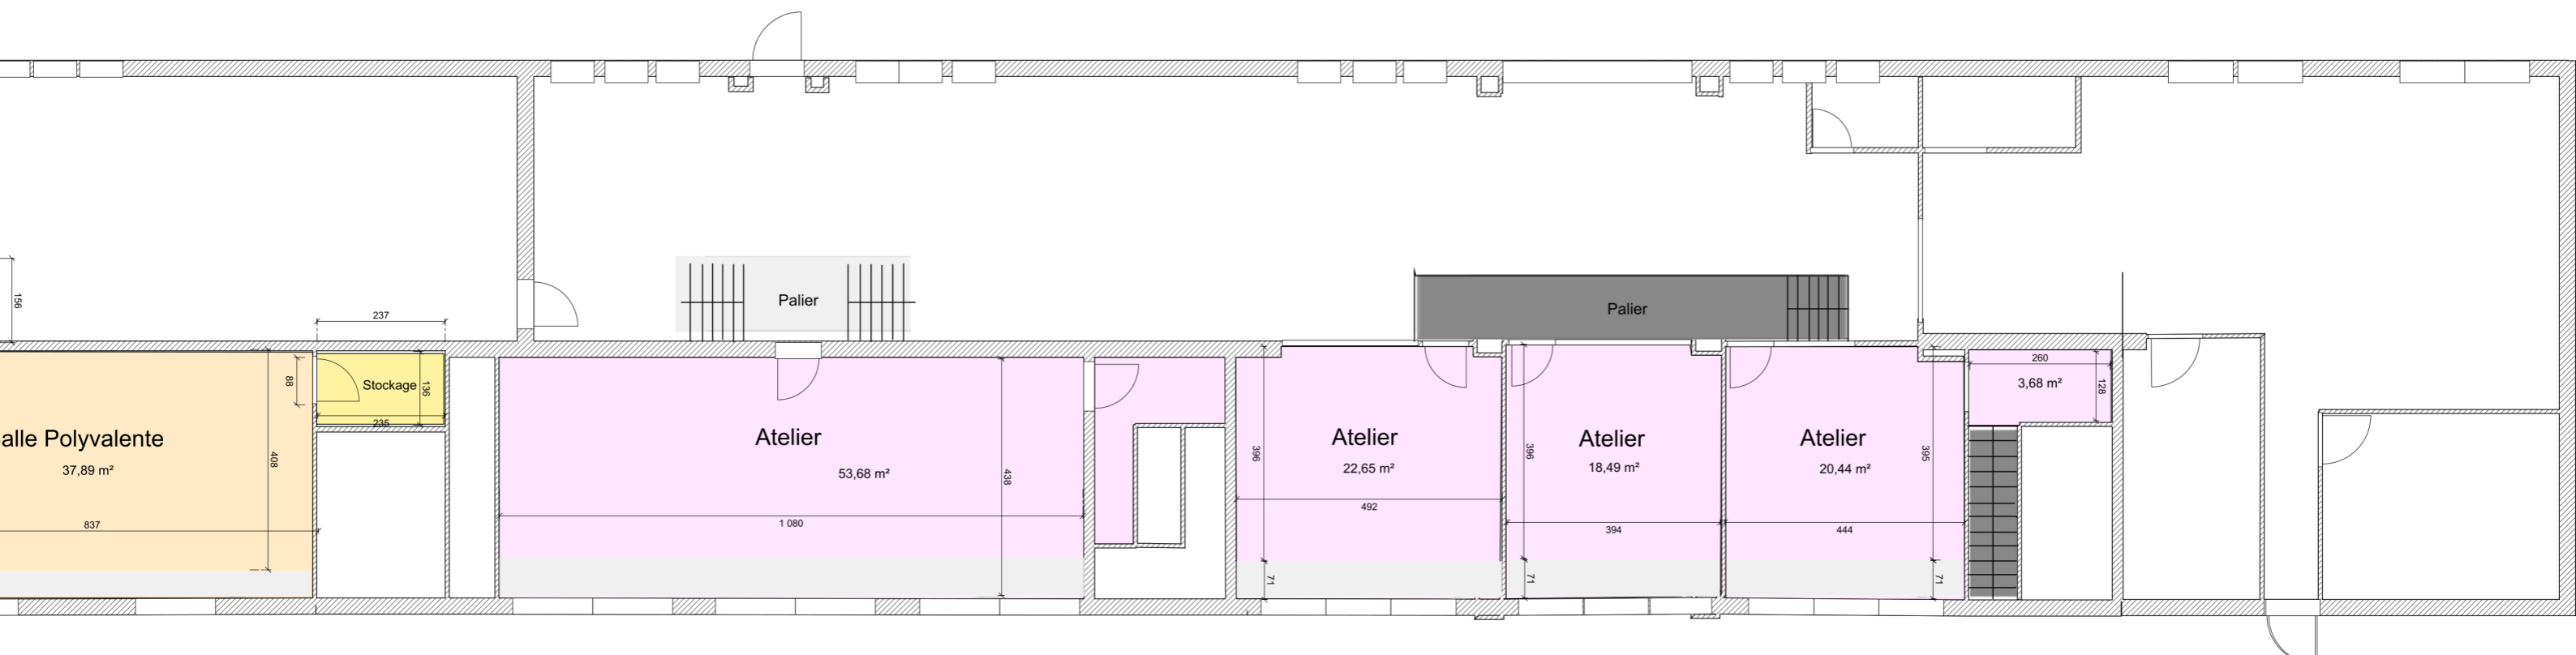 156
237
Palier
Palier
88
Stockage
136
235
260
3,68 m²
128
alle Polyvalente
37,89 m²
408
837
Atelier
53,68 m²
438
1 080
Atelier
22,65 m²
396
492
71
Atelier
18,49 m²
396
394
71
Atelier
20,44 m²
395
444
71